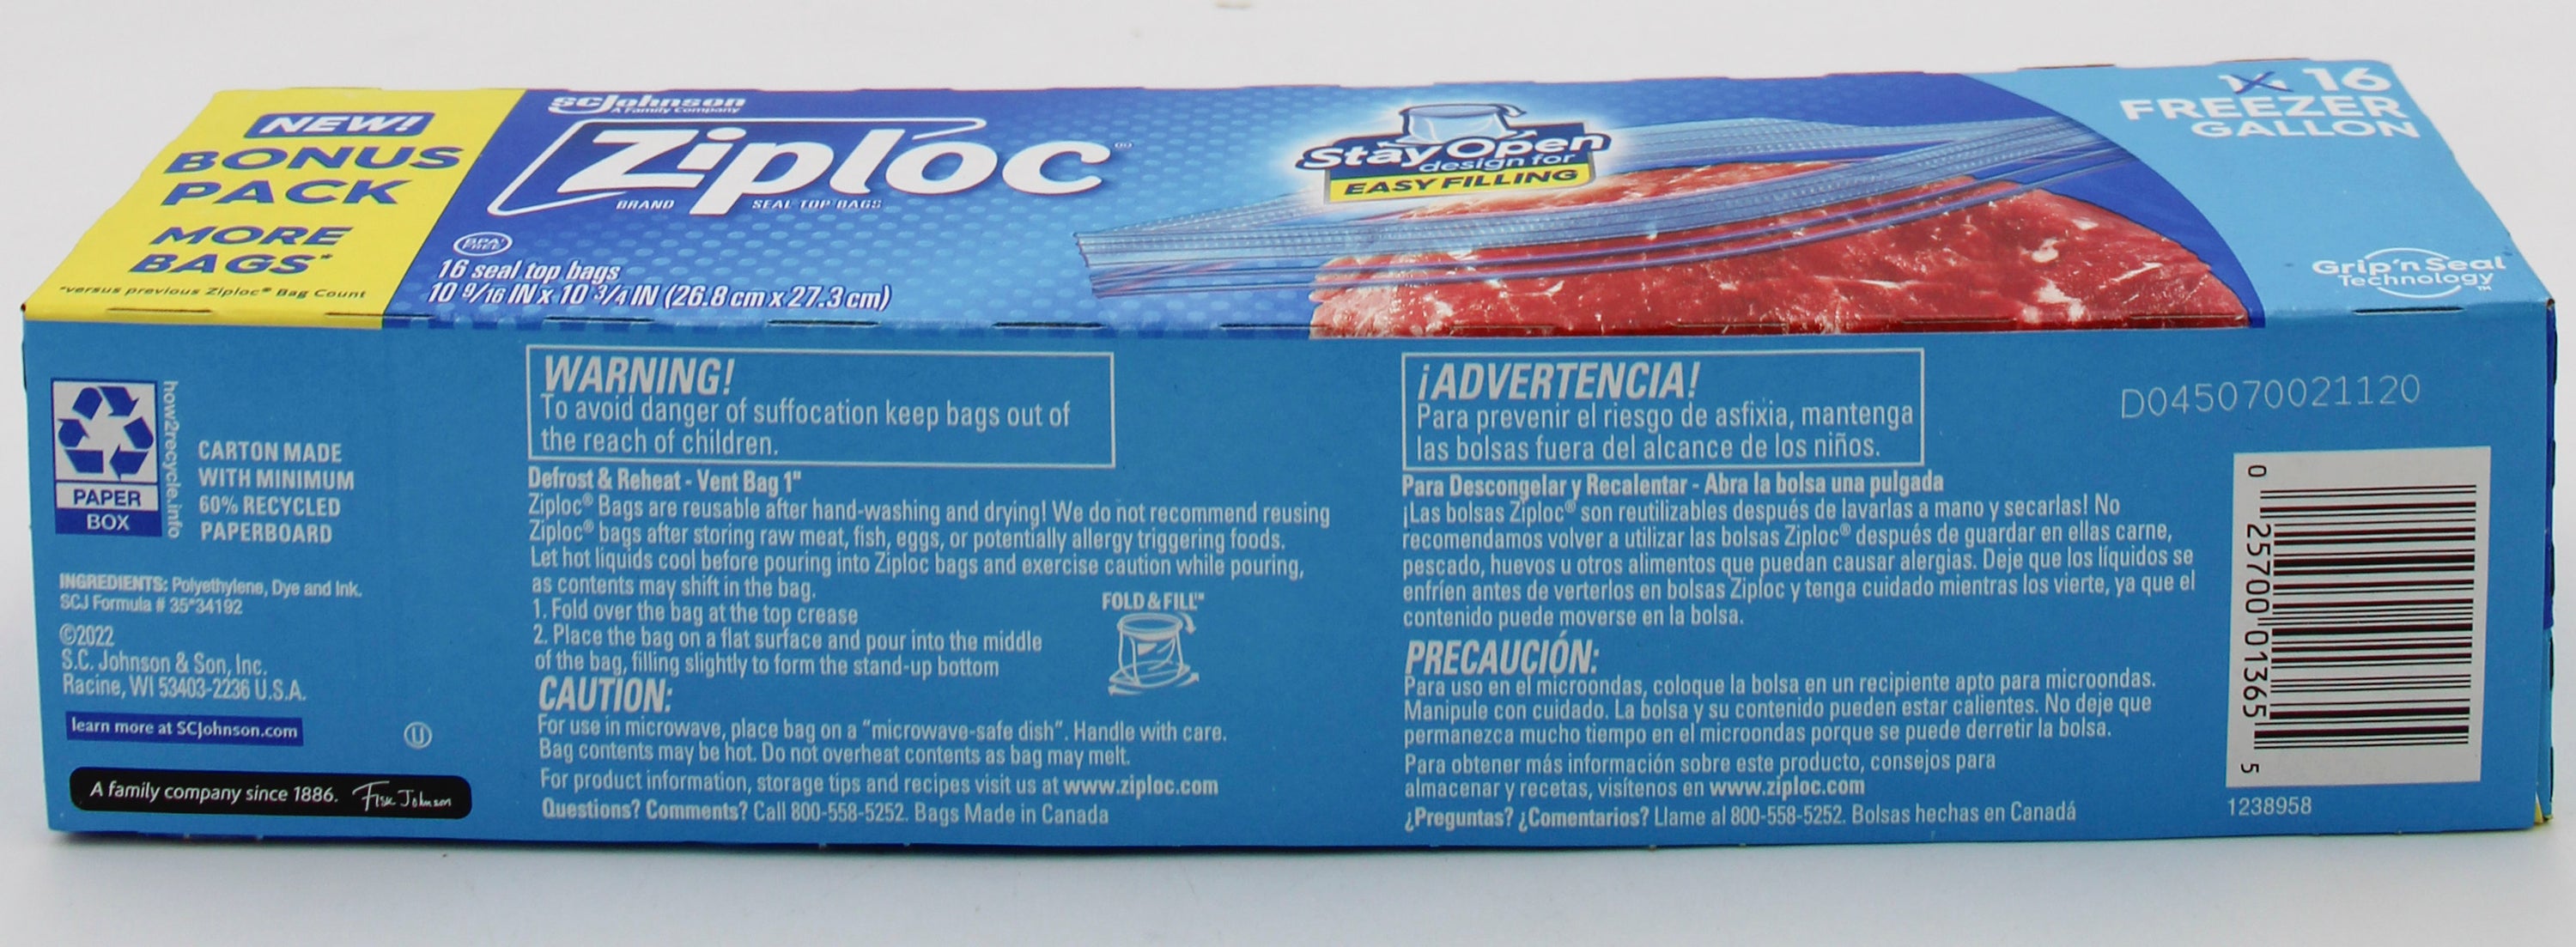 NEW!
BONUS
PACK
MORE
BAGS*
*versus previous Ziploc® Bag Count
SCJohnson
A Family Company
Ziploc
BRAND SEAL TOP BAGS
BPA FREE
16 seal top bags
10 9/16 IN x 10 3/4 IN (26.8 cm x 27.3 cm)
Stay Open
design for
EASY FILLING
14 16
FREEZER
GALLON
Grip'n Seal
Technology™
PAPER
BOX
how2recycle.info
CARTON MADE
WITH MINIMUM
60% RECYCLED
PAPERBOARD
INGREDIENTS: Polyethylene, Dye and Ink.
SCJ Formula # 35*34192
©2022
S.C. Johnson & Son, Inc.
Racine, WI 53403-2236 U.S.A.
learn more at SCJohnson.com
U
A family company since 1886. Fisk Johnson
WARNING!
To avoid danger of suffocation keep bags out of
the reach of children.
Defrost & Reheat - Vent Bag 1"
Ziploc® Bags are reusable after hand-washing and drying! We do not recommend reusing
Ziploc® bags after storing raw meat, fish, eggs, or potentially allergy triggering foods.
Let hot liquids cool before pouring into Ziploc bags and exercise caution while pouring,
as contents may shift in the bag.
1. Fold over the bag at the top crease
2. Place the bag on a flat surface and pour into the middle
of the bag, filling slightly to form the stand-up bottom
FOLD & FILL™
CAUTION:
For use in microwave, place bag on a "microwave-safe dish". Handle with care.
Bag contents may be hot. Do not overheat contents as bag may melt.
For product information, storage tips and recipes visit us at www.ziploc.com
Questions? Comments? Call 800-558-5252. Bags Made in Canada
¡ADVERTENCIA!
Para prevenir el riesgo de asfixia, mantenga
las bolsas fuera del alcance de los niños.
Para Descongelar y Recalentar - Abra la bolsa una pulgada
¡Las bolsas Ziploc® son reutilizables después de lavarlas a mano y secarlas! No
recomendamos volver a utilizar las bolsas Ziploc® después de guardar en ellas carne,
pescado, huevos u otros alimentos que puedan causar alergias. Deje que los líquidos se
enfríen antes de verterlos en bolsas Ziploc y tenga cuidado mientras los vierte, ya que el
contenido puede moverse en la bolsa.
PRECAUCIÓN:
Para uso en el microondas, coloque la bolsa en un recipiente apto para microondas.
Manipule con cuidado. La bolsa y su contenido pueden estar calientes. No deje que
permanezca mucho tiempo en el microondas porque se puede derretir la bolsa.
Para obtener más información sobre este producto, consejos para
almacenar y recetas, visítenos en www.ziploc.com
¿Preguntas? ¿Comentarios? Llame al 800-558-5252. Bolsas hechas en Canadá
D045070021120
0 25700 01365 5
1238958